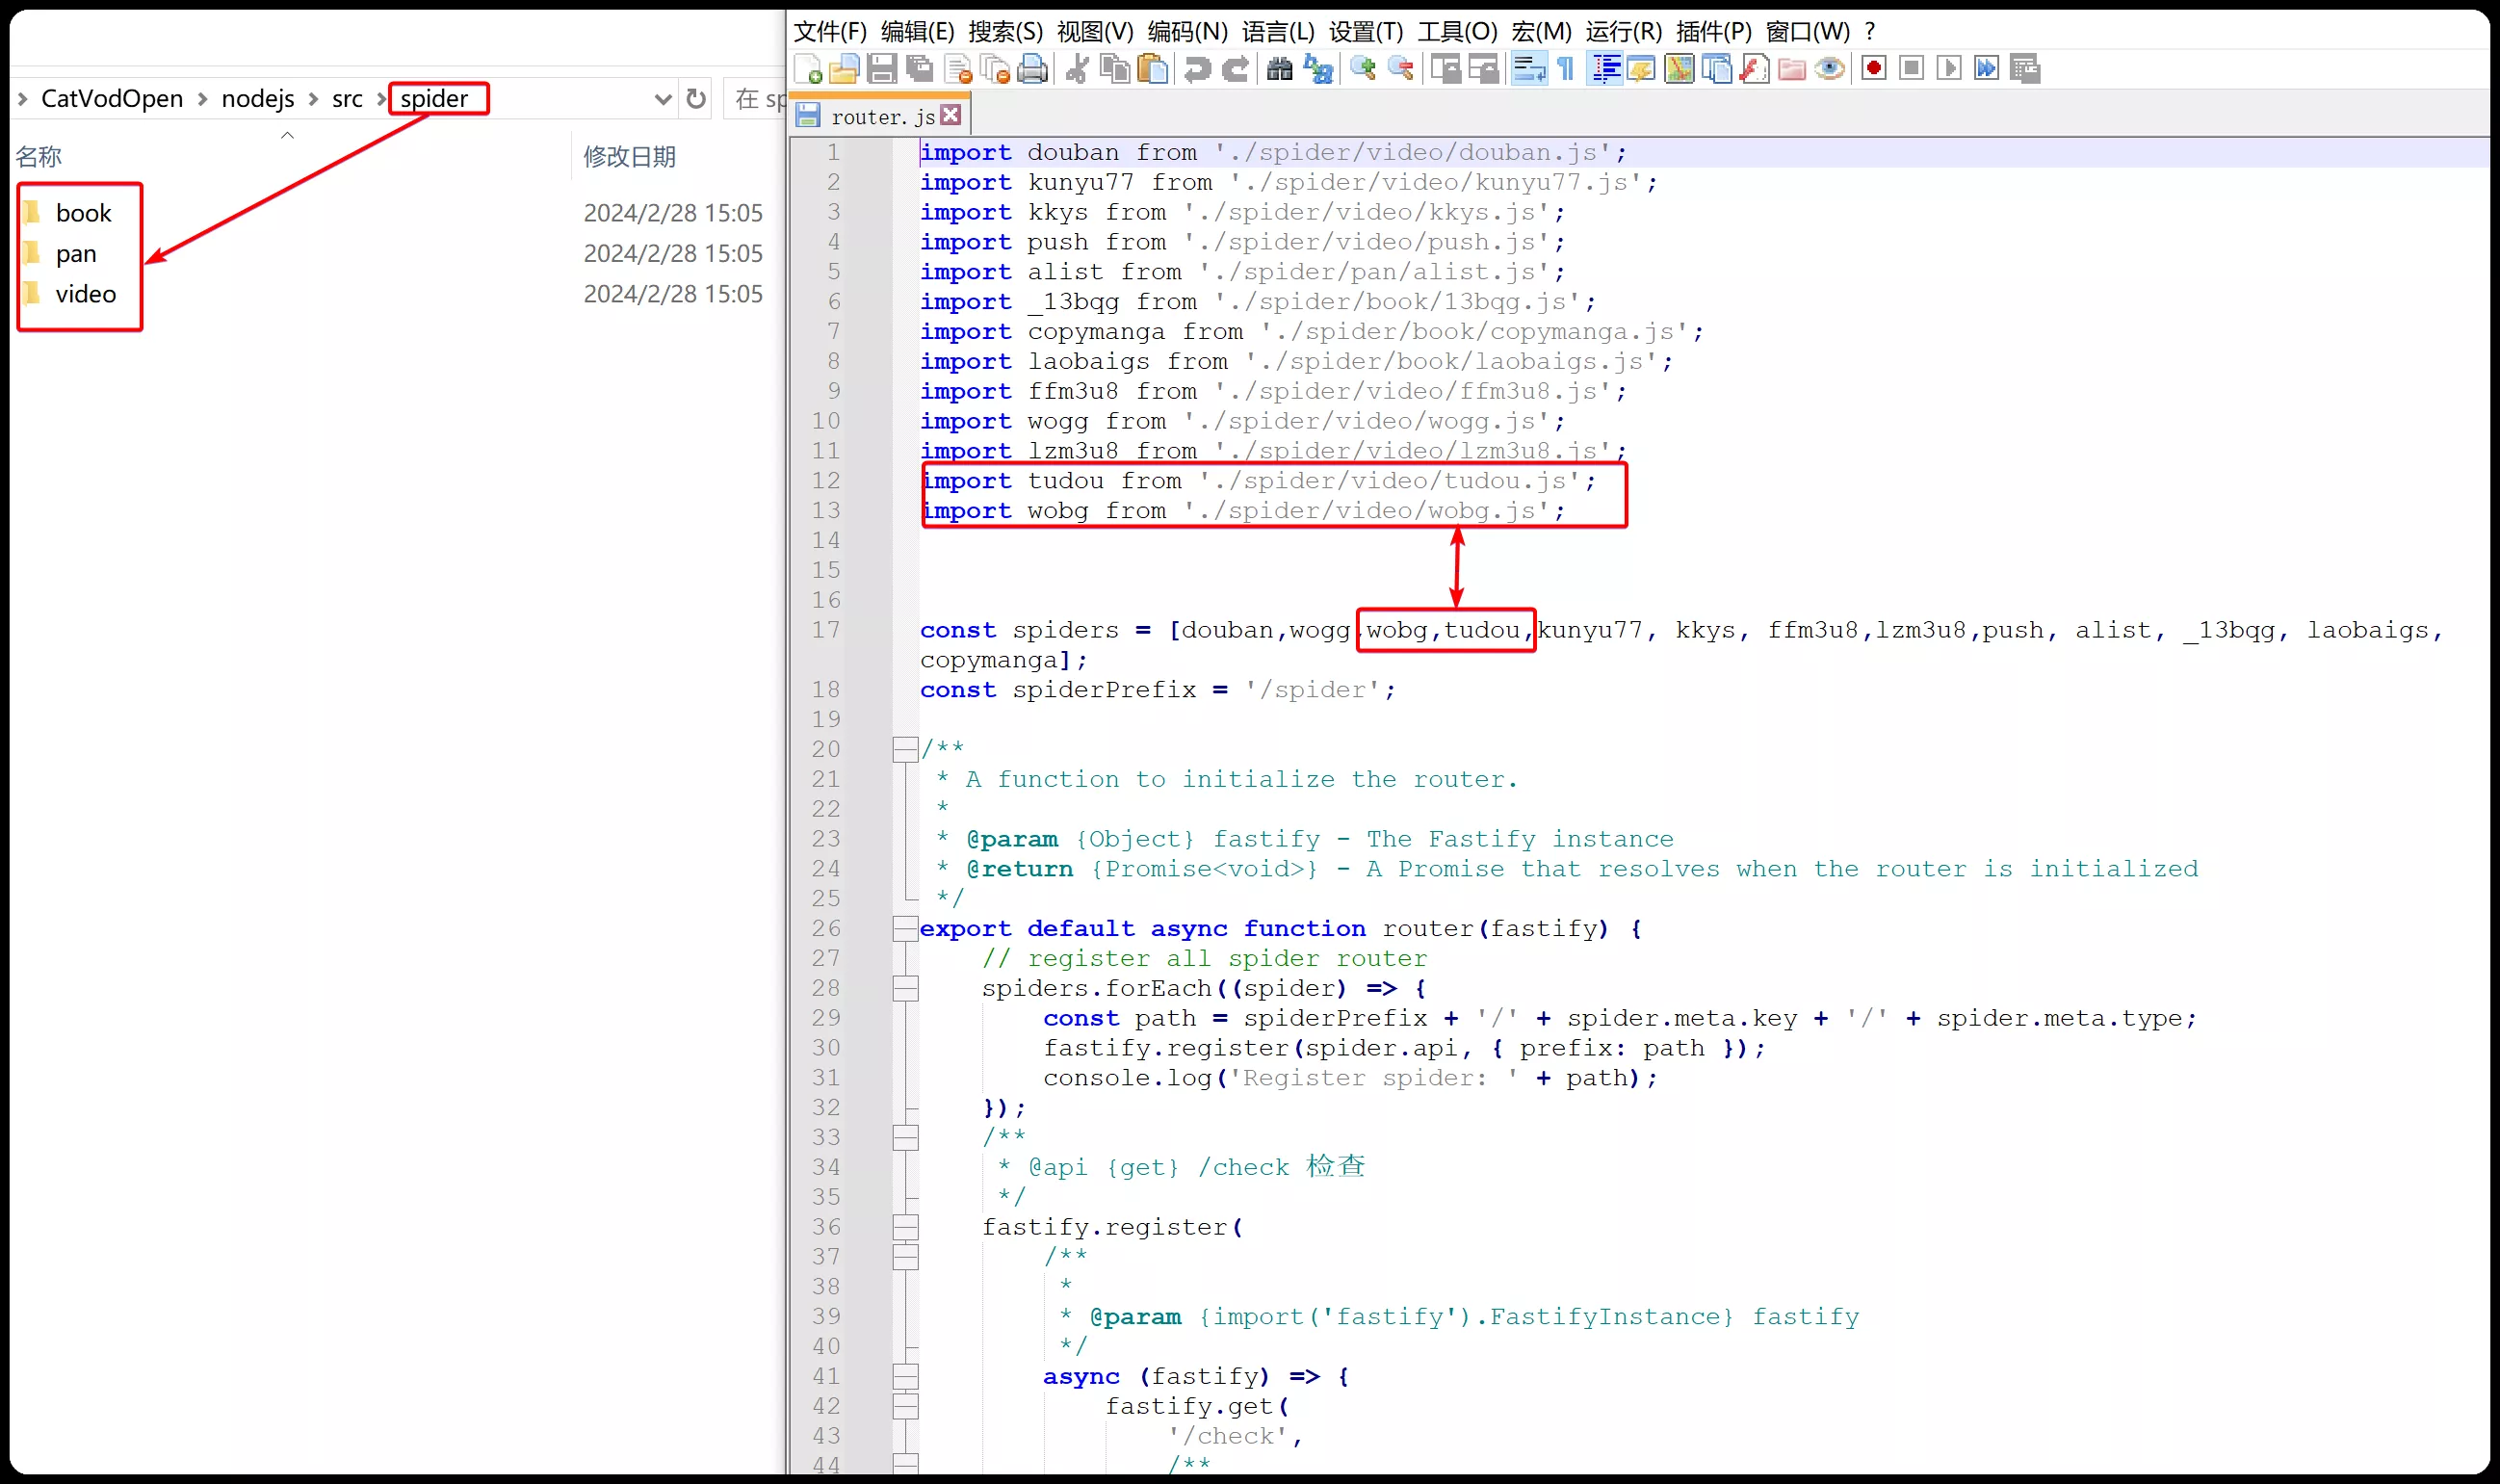 CatVodOpen > nodejs > src > spider
在 sp
名称 修改日期
book 2024/2/28 15:05
pan 2024/2/28 15:05
video 2024/2/28 15:05
文件(F) 编辑(E) 搜索(S) 视图(V) 编码(N) 语言(L) 设置(T) 工具(O) 宏(M) 运行(R) 插件(P) 窗口(W) ?
router.js
1 import douban from './spider/video/douban.js';
2 import kunyu77 from './spider/video/kunyu77.js';
3 import kkys from './spider/video/kkys.js';
4 import push from './spider/video/push.js';
5 import alist from './spider/pan/alist.js';
6 import _13bqg from './spider/book/13bqg.js';
7 import copymanga from './spider/book/copymanga.js';
8 import laobaigs from './spider/book/laobaigs.js';
9 import ffm3u8 from './spider/video/ffm3u8.js';
10 import wogg from './spider/video/wogg.js';
11 import lzm3u8 from './spider/video/lzm3u8.js';
12 import tudou from './spider/video/tudou.js';
13 import wobg from './spider/video/wobg.js';
14
15
16
17 const spiders = [douban,wogg,wobg,tudou,kunyu77, kkys, ffm3u8,lzm3u8,push, alist, _13bqg, laobaigs,
copymanga];
18 const spiderPrefix = '/spider';
19
20 /**
21 * A function to initialize the router.
22 *
23 * @param {Object} fastify - The Fastify instance
24 * @return {Promise<void>} - A Promise that resolves when the router is initialized
25 */
26 export default async function router(fastify) {
27 // register all spider router
28 spiders.forEach((spider) => {
29 const path = spiderPrefix + '/' + spider.meta.key + '/' + spider.meta.type;
30 fastify.register(spider.api, { prefix: path });
31 console.log('Register spider: ' + path);
32 });
33 /**
34 * @api {get} /check 检查
35 */
36 fastify.register(
37 /**
38 *
39 * @param {import('fastify').FastifyInstance} fastify
40 */
41 async (fastify) => {
42 fastify.get(
43 '/check',
44 /**